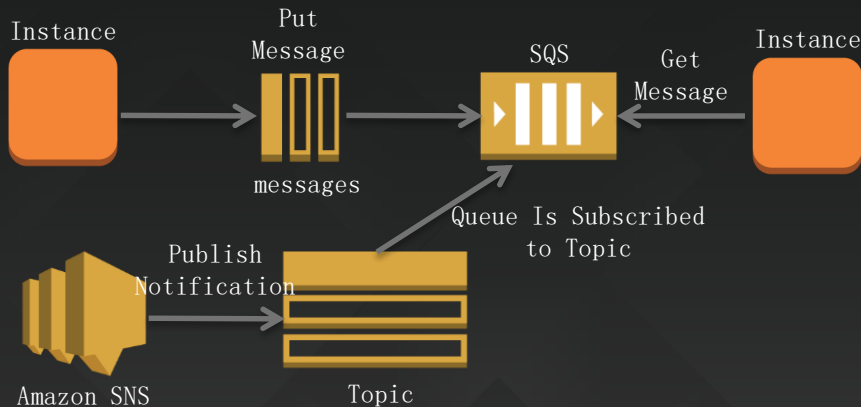 Instance
Put
Message
messages
SQS
Get
Message
Instance
Queue Is Subscribed
to Topic
Publish
Notification
Amazon SNS
Topic